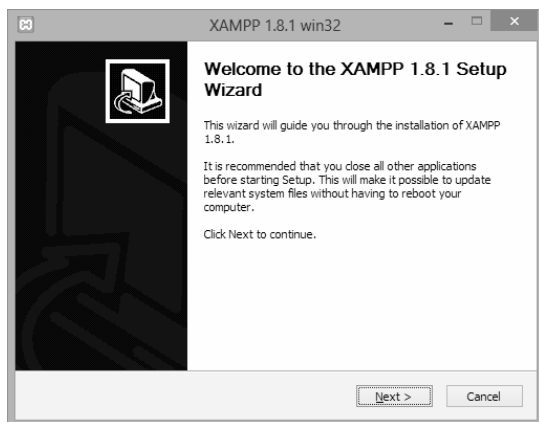 XAMPP 1.8.1 win32
Welcome to the XAMPP 1.8.1 Setup
Wizard
This wizard will guide you through the installation of XAMPP
1.8.1.
It is recommended that you close all other applications
before starting Setup. This will make it possible to update
relevant system files without having to reboot your
computer.
Click Next to continue.
Next >
Cancel